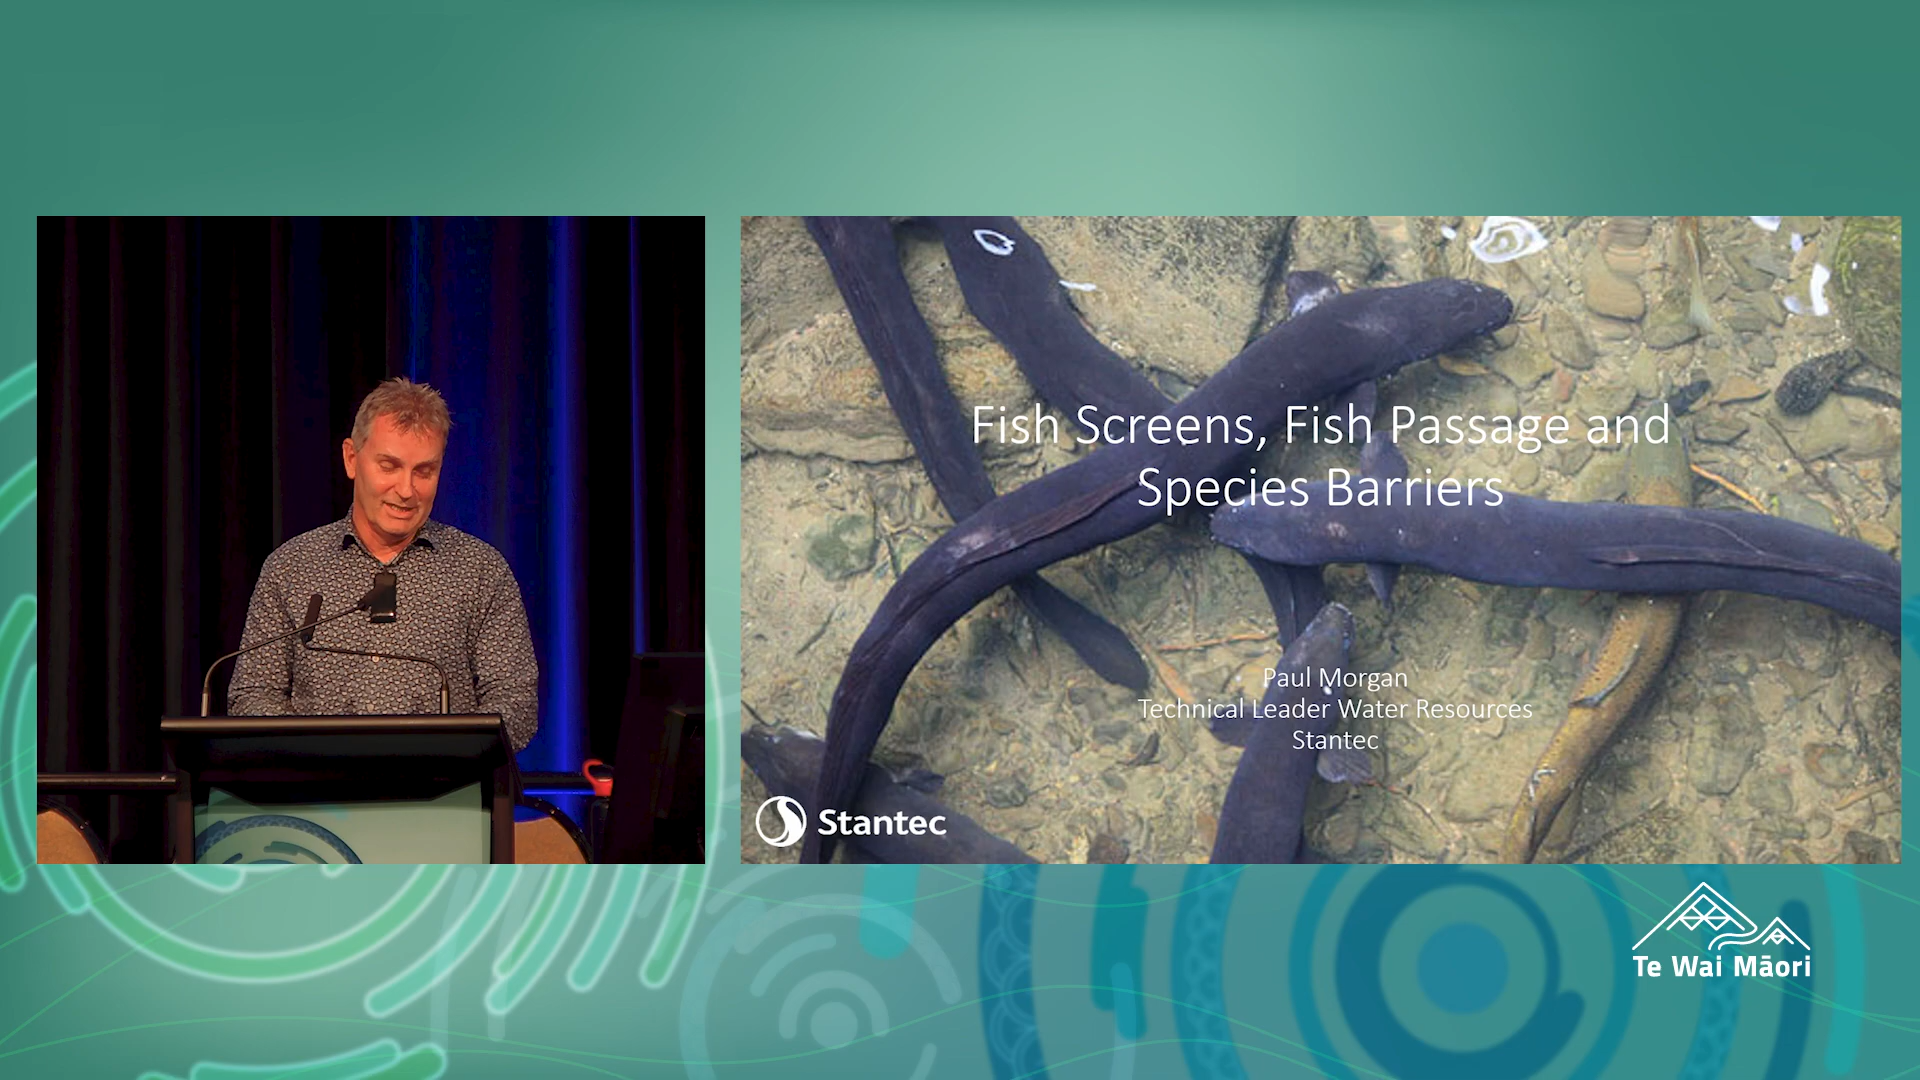 Fish Screens, Fish Passage and
Species Barriers
Paul Morgan
Technical Leader Water Resources
Stantec
Stantec
Te Wai Māori